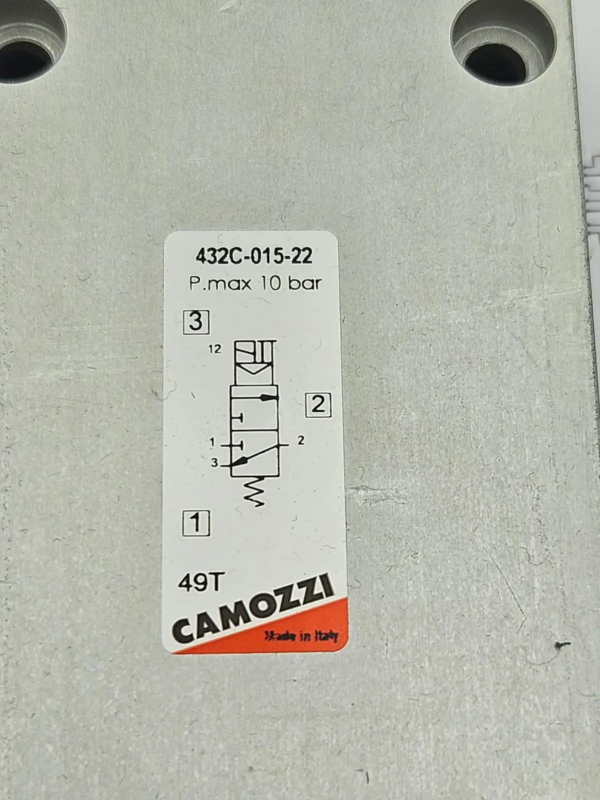 432C-015-22
P.max 10 bar
3
12
2
1 2
3
1
49T
CAMOZZI
Made in Italy